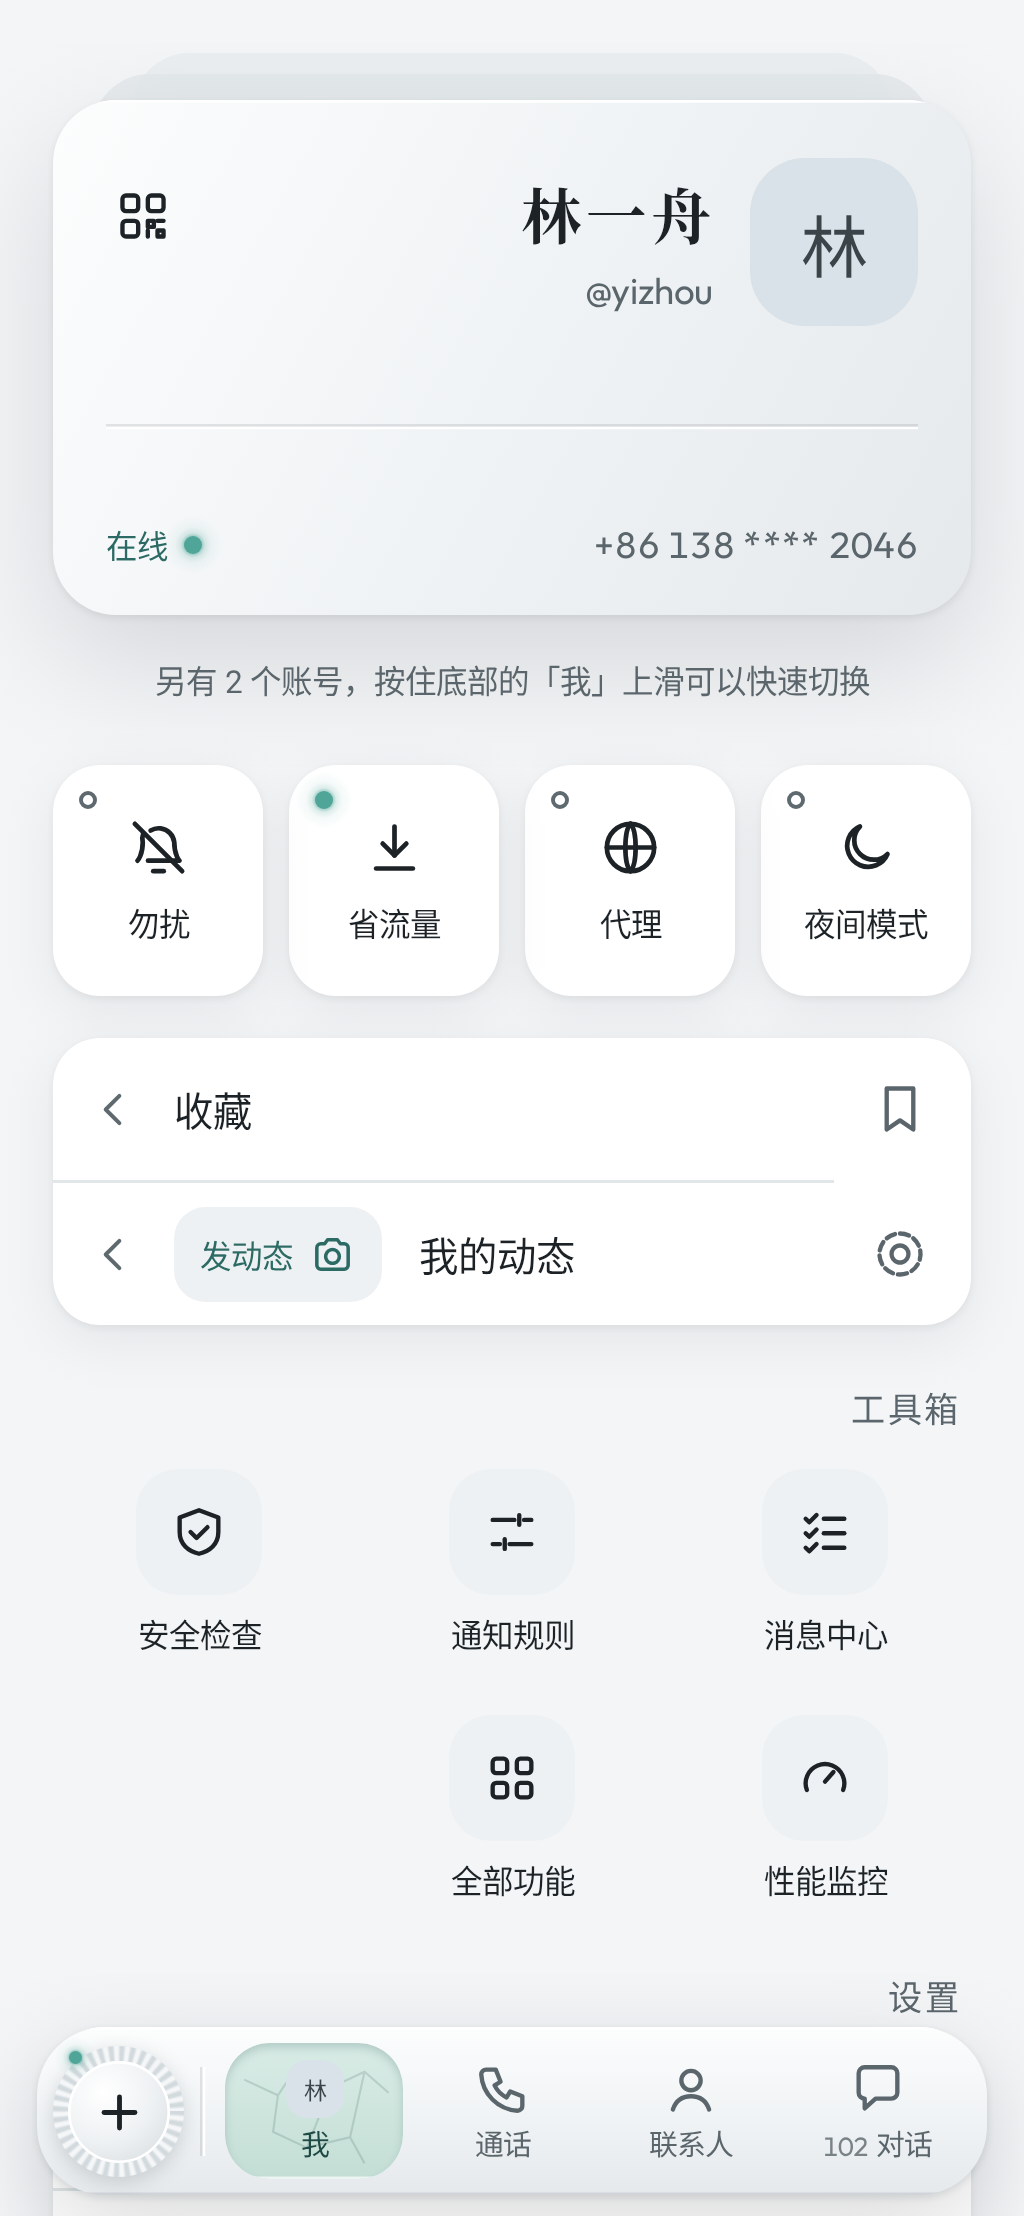 林一舟
林
@yizhou
在线
+86 138 **** 2046
另有 2 个账号，按住底部的「我」上滑可以快速切换
勿扰
省流量
代理
夜间模式
收藏
发动态
我的动态
工具箱
安全检查
通知规则
消息中心
全部功能
性能监控
设置
林
我
通话
联系人
102 对话